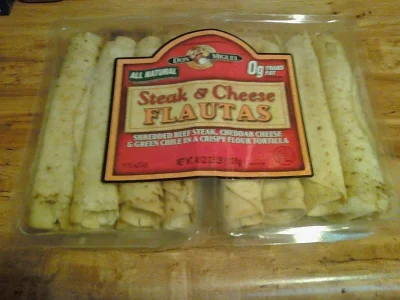 DON MIGUEL
ALL NATURAL
0g TRANS FAT
Steak & Cheese
FLAUTAS
SHREDDED BEEF STEAK, CHEDDAR CHEESE
& GREEN CHILE IN A CRISPY FLOUR TORTILLA